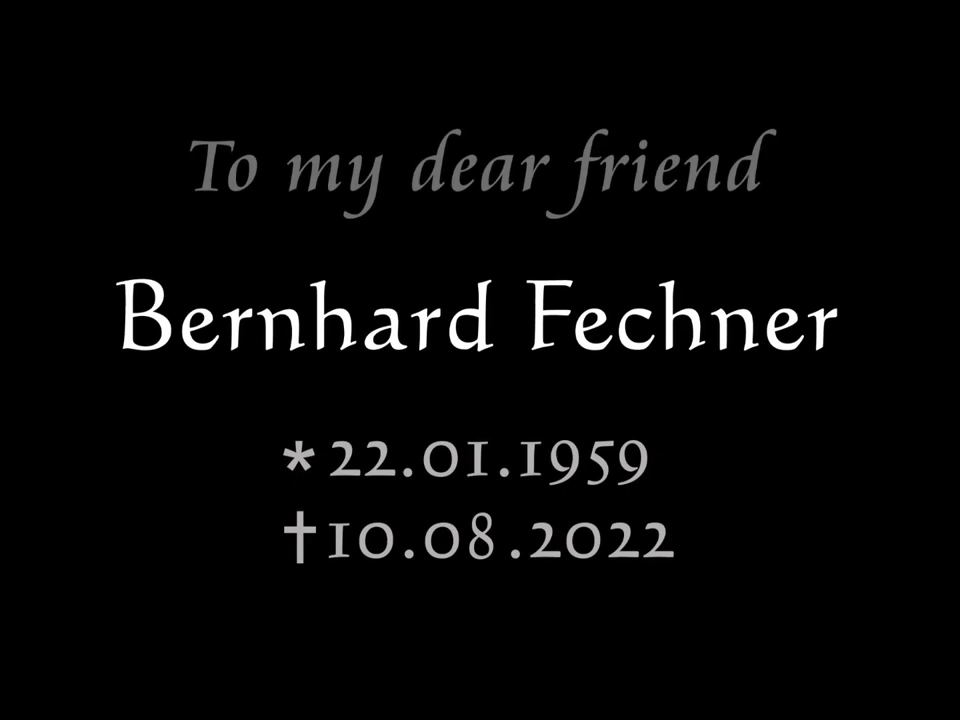 To my dear friend
Bernhard Fechner
*22.01.1959
†10.08.2022